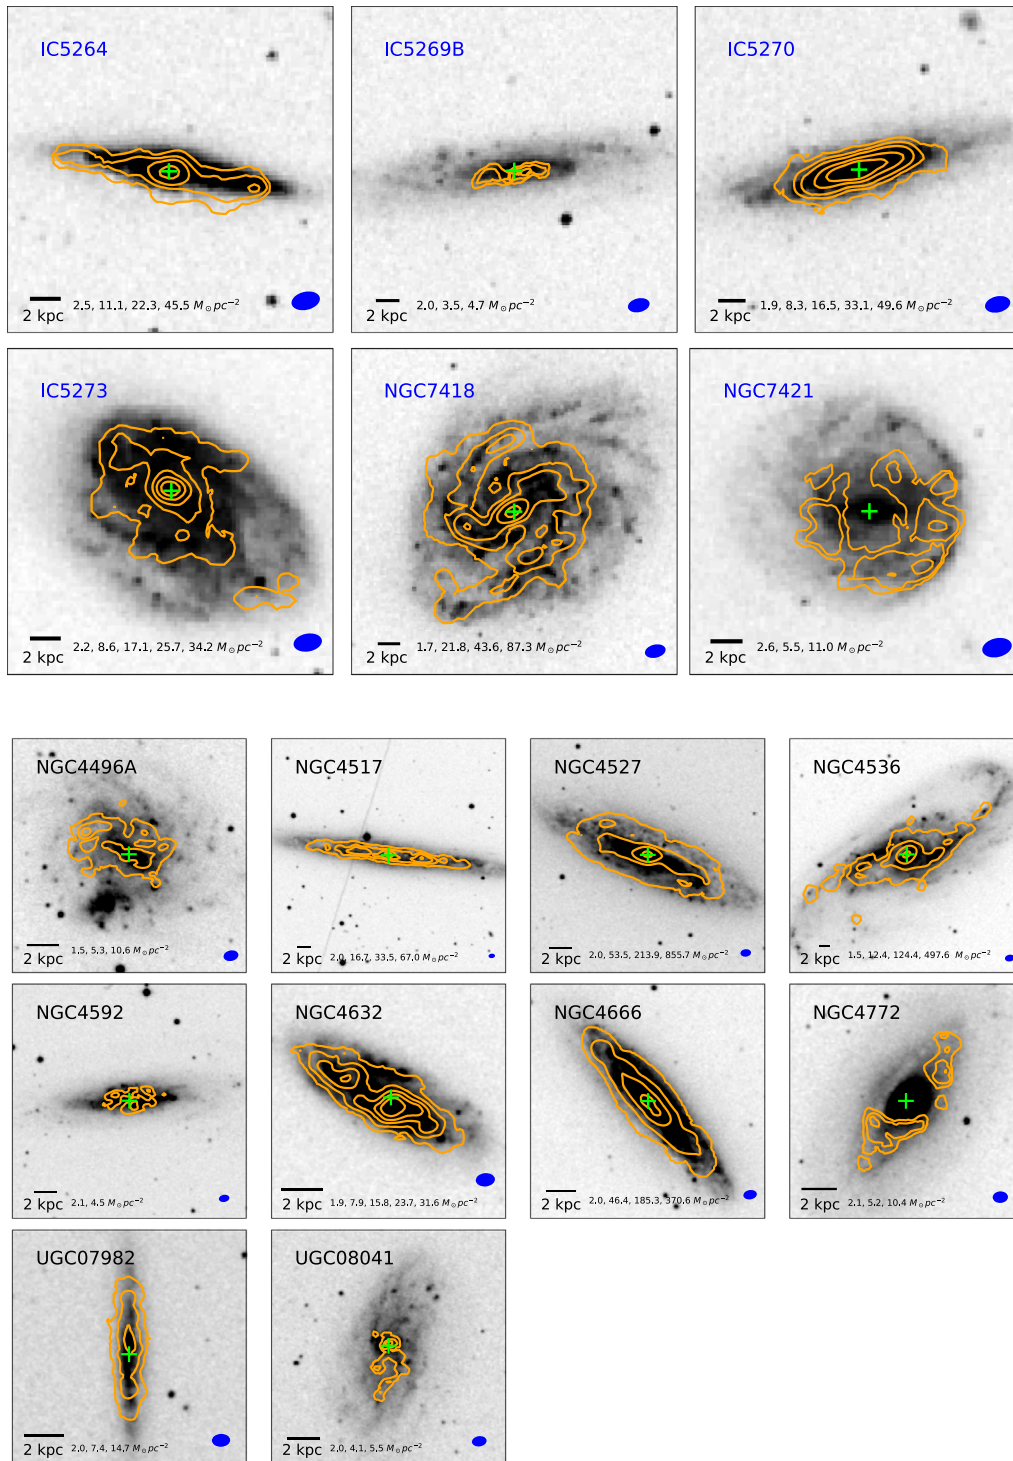 IC5264
2 kpc 2.5, 11.1, 22.3, 45.5 M⊙pc⁻²
IC5269B
2 kpc 2.0, 3.5, 4.7 M⊙pc⁻²
IC5270
2 kpc 1.9, 8.3, 16.5, 33.1, 49.6 M⊙pc⁻²
IC5273
2 kpc 2.2, 8.6, 17.1, 25.7, 34.2 M⊙pc⁻²
NGC7418
2 kpc 1.7, 21.8, 43.6, 87.3 M⊙pc⁻²
NGC7421
2 kpc 2.6, 5.5, 11.0 M⊙pc⁻²
NGC4496A
2 kpc 1.5, 5.3, 10.6 M⊙pc⁻²
NGC4517
2 kpc 2.0, 16.7, 33.5, 67.0 M⊙pc⁻²
NGC4527
2 kpc 2.0, 53.5, 213.9, 855.7 M⊙pc⁻²
NGC4536
2 kpc 1.5, 12.4, 124.4, 497.6 M⊙pc⁻²
NGC4592
2 kpc 2.1, 4.5 M⊙pc⁻²
NGC4632
2 kpc 1.9, 7.9, 15.8, 23.7, 31.6 M⊙pc⁻²
NGC4666
2 kpc 2.0, 46.4, 185.3, 370.6 M⊙pc⁻²
NGC4772
2 kpc 2.1, 5.2, 10.4 M⊙pc⁻²
UGC07982
2 kpc 2.0, 7.4, 14.7 M⊙pc⁻²
UGC08041
2 kpc 2.0, 4.1, 5.5 M⊙pc⁻²